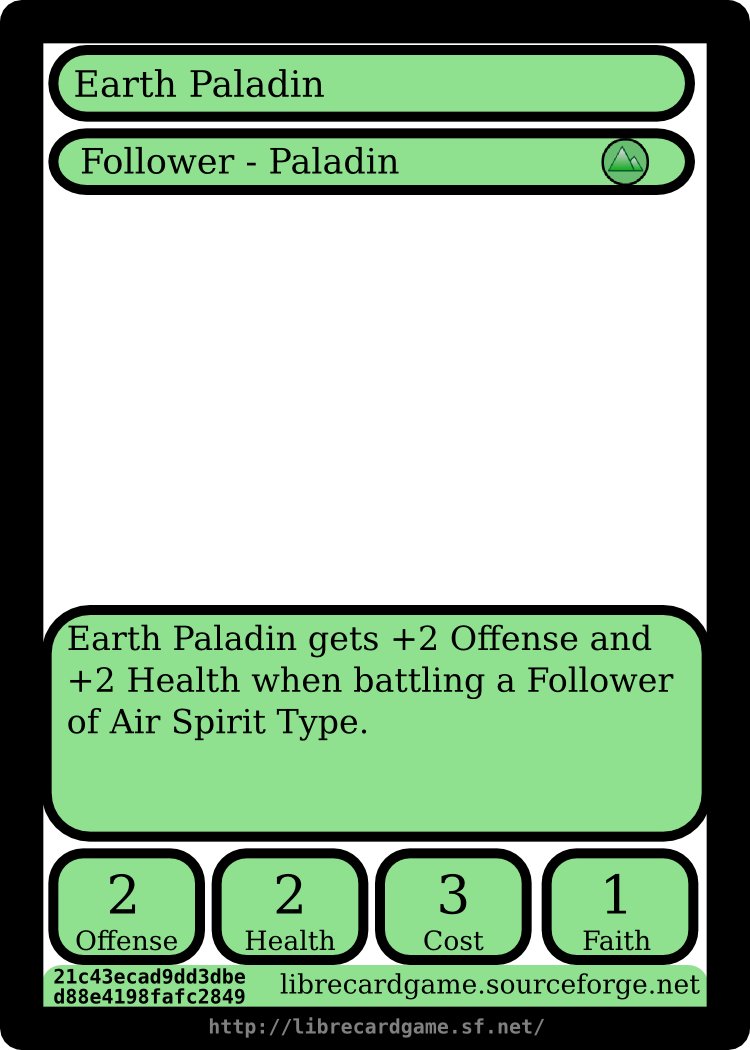 Earth Paladin
Follower - Paladin
Earth Paladin gets +2 Offense and
+2 Health when battling a Follower
of Air Spirit Type.
2
Offense
2
Health
3
Cost
1
Faith
21c43ecad9dd3dbe
d88e4198fafc2849
librecardgame.sourceforge.net
http://librecardgame.sf.net/